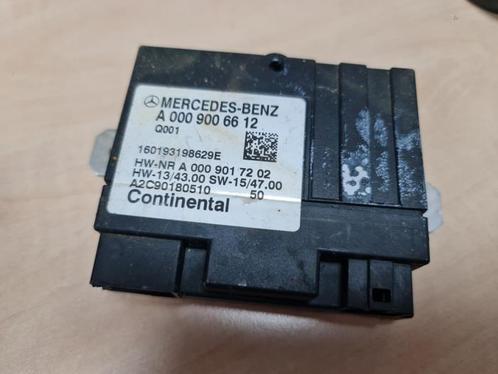 MERCEDES-BENZ
A 000 900 66 12
Q001
160193198629E
HW-NR A 000 901 72 02
HW-13/43.00 SW-15/47.00
A2C90180510 50
Continental